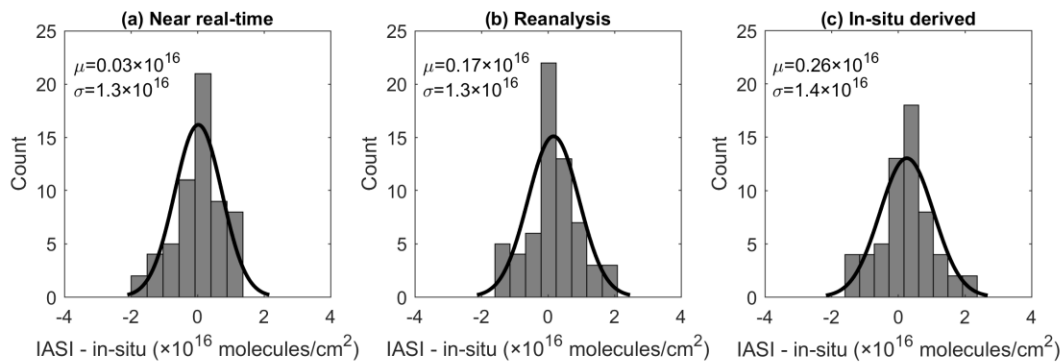 (a) Near real-time
25
20
15
10
5
0
Count
μ=0.03×10^16
σ=1.3×10^16
-4 -2 0 2 4
IASI - in-situ (×10^16 molecules/cm^2)
(b) Reanalysis
25
20
15
10
5
0
Count
μ=0.17×10^16
σ=1.3×10^16
-4 -2 0 2 4
IASI - in-situ (×10^16 molecules/cm^2)
(c) In-situ derived
25
20
15
10
5
0
Count
μ=0.26×10^16
σ=1.4×10^16
-4 -2 0 2 4
IASI - in-situ (×10^16 molecules/cm^2)